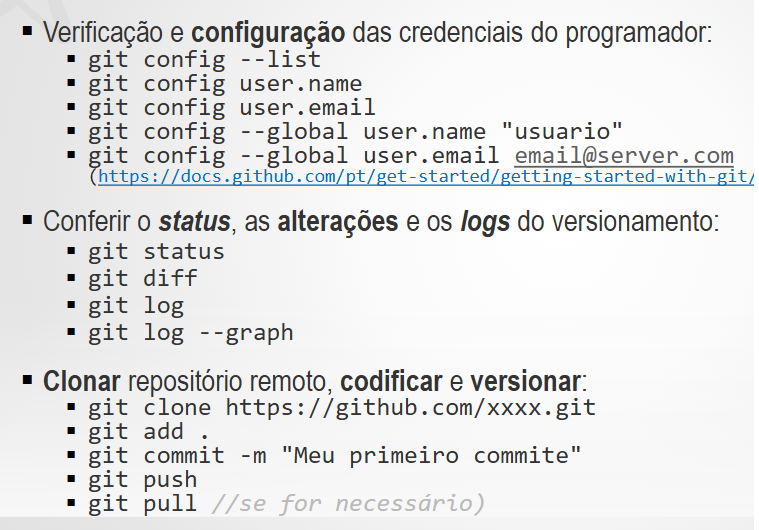 ▪ Verificação e configuração das credenciais do programador:
▪ git config --list
▪ git config user.name
▪ git config user.email
▪ git config --global user.name "usuario"
▪ git config --global user.email email@server.com
(https://docs.github.com/pt/get-started/getting-started-with-git/
▪ Conferir o status, as alterações e os logs do versionamento:
▪ git status
▪ git diff
▪ git log
▪ git log --graph
▪ Clonar repositório remoto, codificar e versionar:
▪ git clone https://github.com/xxxx.git
▪ git add .
▪ git commit -m "Meu primeiro commite"
▪ git push
▪ git pull //se for necessário)